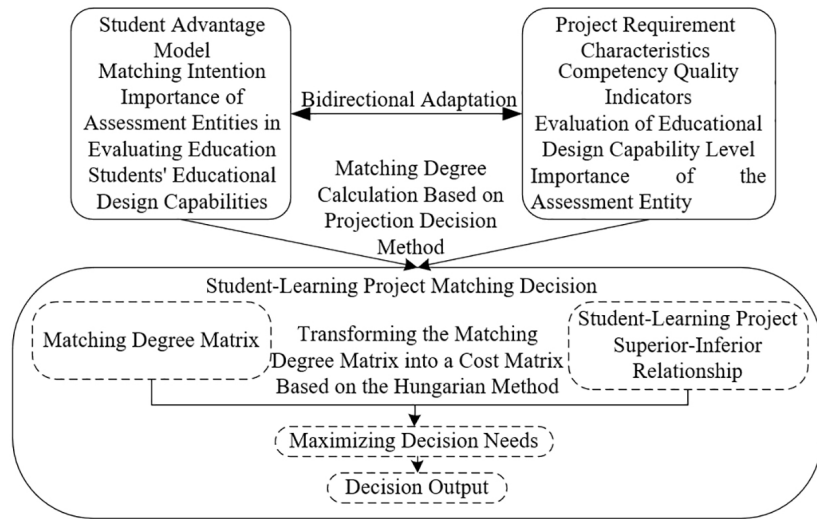 Student Advantage
Model
Matching Intention
Importance of
Assessment Entities in
Evaluating Education
Students' Educational
Design Capabilities
Bidirectional Adaptation
Project Requirement
Characteristics
Competency Quality
Indicators
Evaluation of Educational
Design Capability Level
Importance of the
Assessment Entity
Matching Degree
Calculation Based on
Projection Decision
Method
Student-Learning Project Matching Decision
Matching Degree Matrix
Transforming the Matching
Degree Matrix into a Cost Matrix
Based on the Hungarian Method
Student-Learning Project
Superior-Inferior
Relationship
Maximizing Decision Needs
Decision Output